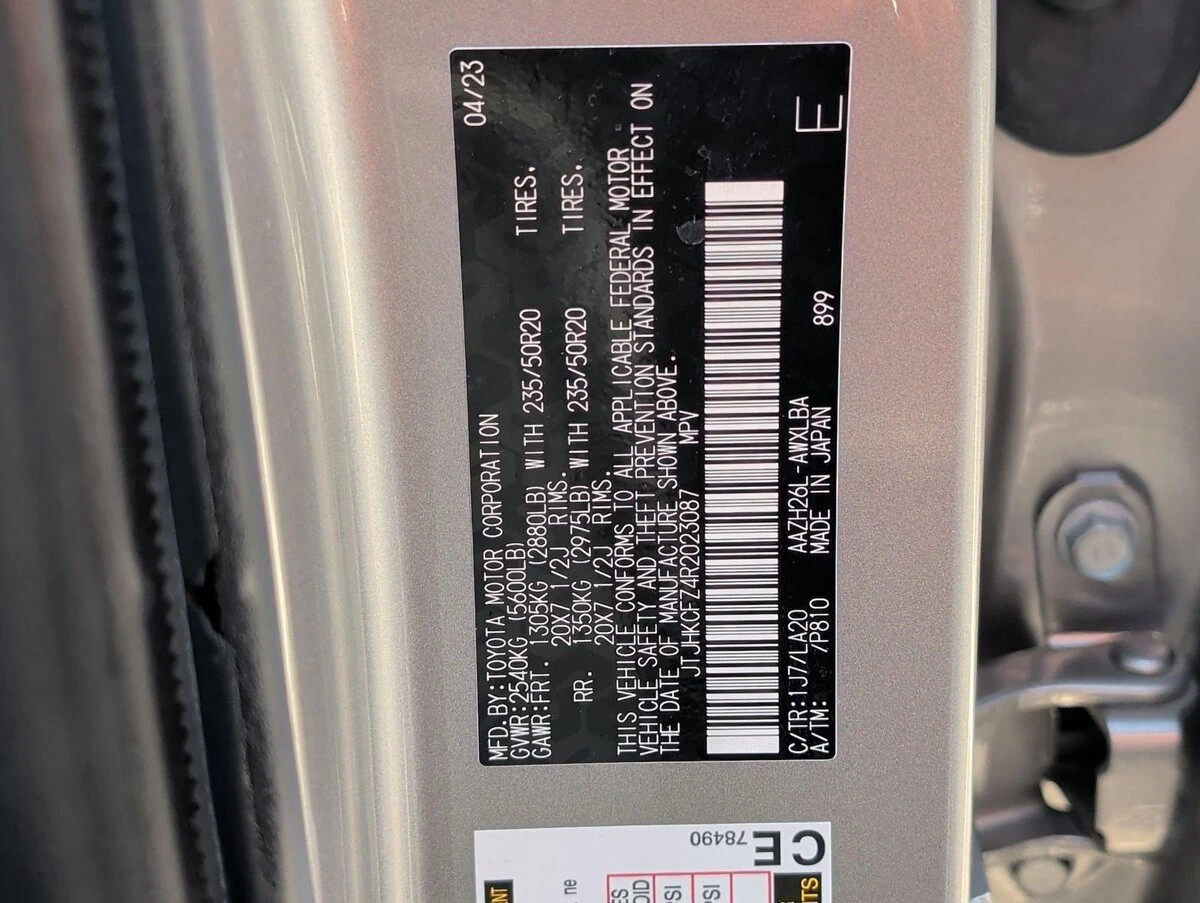 04/23
MFD.BY:TOYOTA MOTOR CORPORATION
GVWR:2540KG (5600LB)
GAWR:FRT. 1305KG (2880LB) WITH 235/50R20 TIRES.
20X7 1/2J RIMS.
RR. 1350KG (2975LB) WITH 235/50R20 TIRES.
20X7 1/2J RIMS.
THIS VEHICLE CONFORMS TO ALL APPLICABLE FEDERAL MOTOR
VEHICLE SAFETY AND THEFT PREVENTION STANDARDS IN EFFECT ON
THE DATE OF MANUFACTURE SHOWN ABOVE.
JTJHKCFZ4R2023087 MPV
C/TR:1J7/LA20 AAZH26L-AWXLBA
A/TM: /P810 MADE IN JAPAN 899
E
CE
78490
ne
PSI
PSI